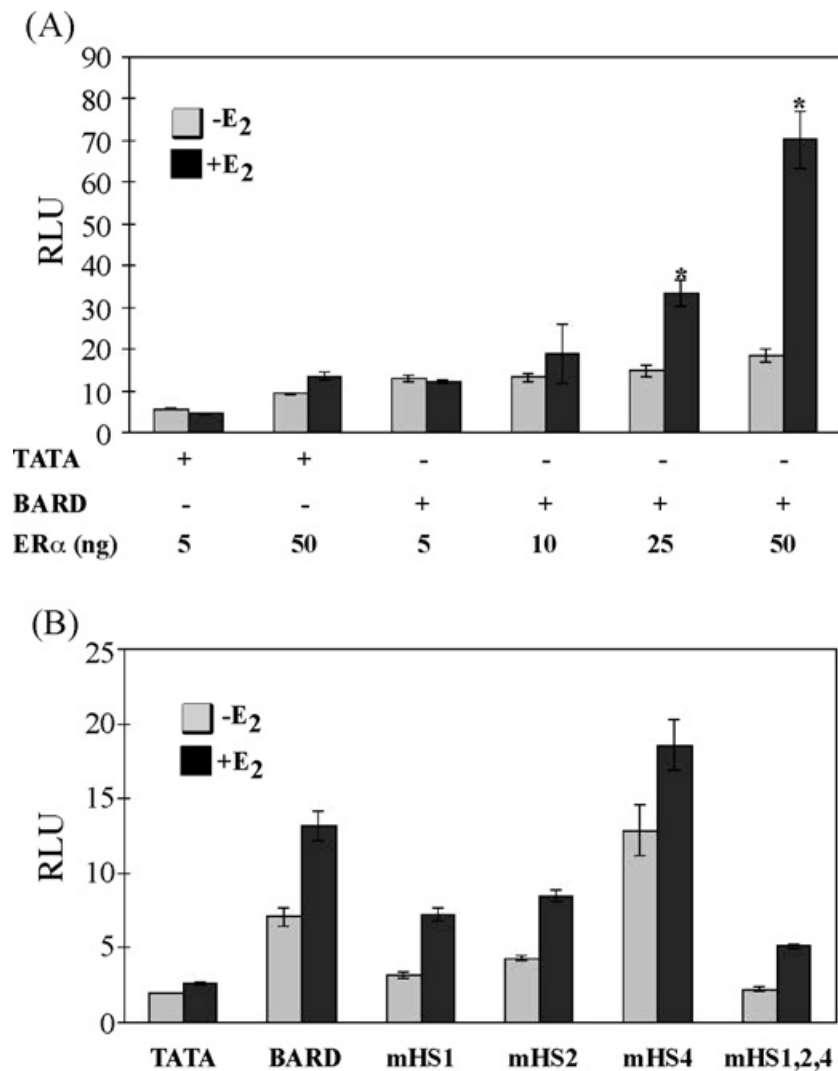 (A)
90
80
70
60
50
40
30
20
10
0
RLU
-E2
+E2
*
*
TATA + + - - - -
BARD - - + + + +
ERα (ng) 5 50 5 10 25 50
(B)
25
20
15
10
5
0
RLU
-E2
+E2
TATA BARD mHS1 mHS2 mHS4 mHS1,2,4